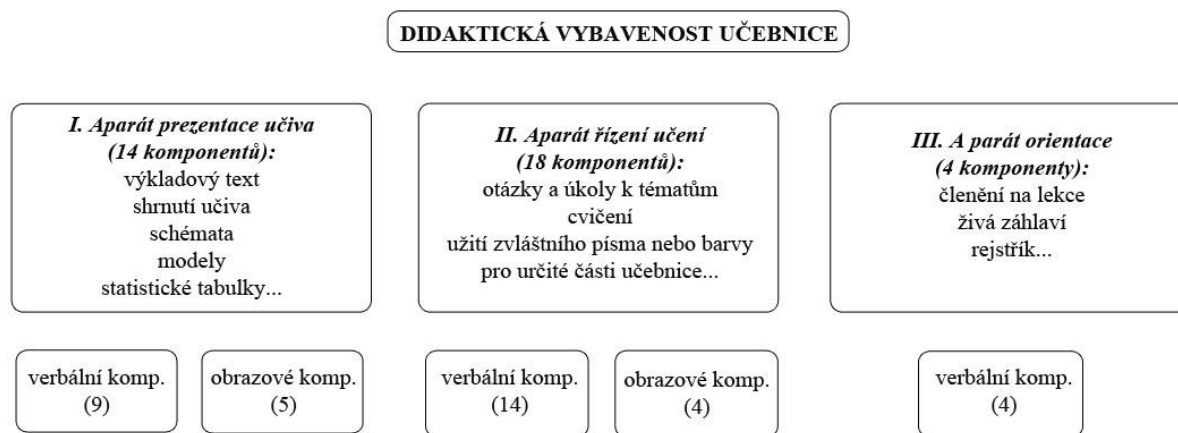 DIDAKTICKÁ VYBAVENOST UČEBNICE
I. Aparát prezentace učiva
(14 komponentů):
výkladový text
shrnutí učiva
schémata
modely
statistické tabulky...
II. Aparát řízení učení
(18 komponentů):
otázky a úkoly k tématům
cvičení
užití zvláštního písma nebo barvy
pro určité části učebnice...
III. A parát orientace
(4 komponenty):
členění na lekce
živá záhlaví
rejstřík...
verbální komp.
(9)
obrazové komp.
(5)
verbální komp.
(14)
obrazové komp.
(4)
verbální komp.
(4)